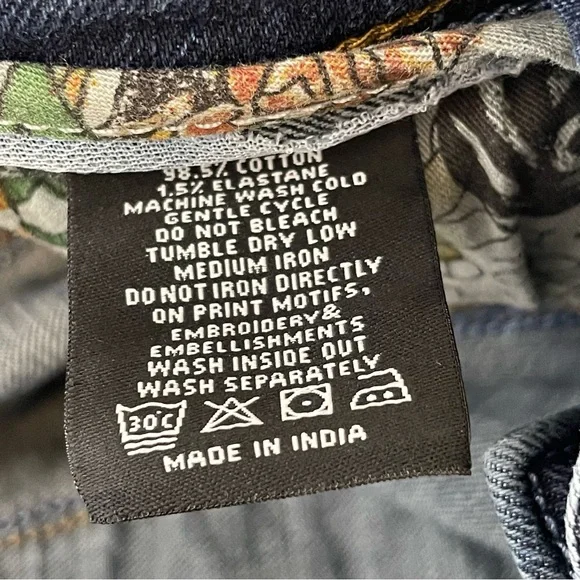 98.5% COTTON
1.5% ELASTANE
MACHINE WASH COLD
GENTLE CYCLE
DO NOT BLEACH
TUMBLE DRY LOW
MEDIUM IRON
DO NOT IRON DIRECTLY
ON PRINT MOTIFS,
EMBROIDERY&
EMBELLISHMENTS
WASH INSIDE OUT
WASH SEPARATELY
30°C
MADE IN INDIA